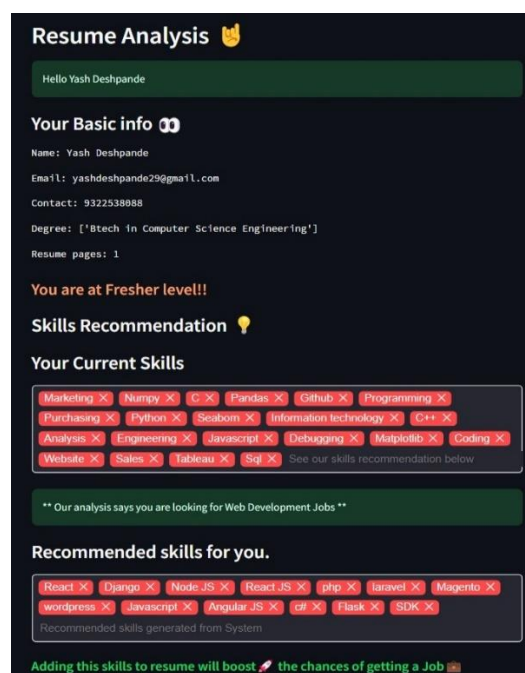 Resume Analysis 🤘
Hello Yash Deshpande
Your Basic info 👀
Name: Yash Deshpande
Email: yashdeshpande29@gmail.com
Contact: 9322538088
Degree: ['Btech in Computer Science Engineering']
Resume pages: 1
You are at Fresher level!!
Skills Recommendation 💡
Your Current Skills
Marketing × Numpy × C × Pandas × Github × Programming ×
Purchasing × Python × Seaborn × Information technology × C++ ×
Analysis × Engineering × Javascript × Debugging × Matplotlib × Coding ×
Website × Sales × Tableau × Sql × See our skills recommendation below
** Our analysis says you are looking for Web Development Jobs **
Recommended skills for you.
React × Django × Node JS × React JS × php × laravel × Magento ×
wordpress × Javascript × Angular JS × c# × Flask × SDK ×
Recommended skills generated from System
Adding this skills to resume will boost 🚀 the chances of getting a Job 💼